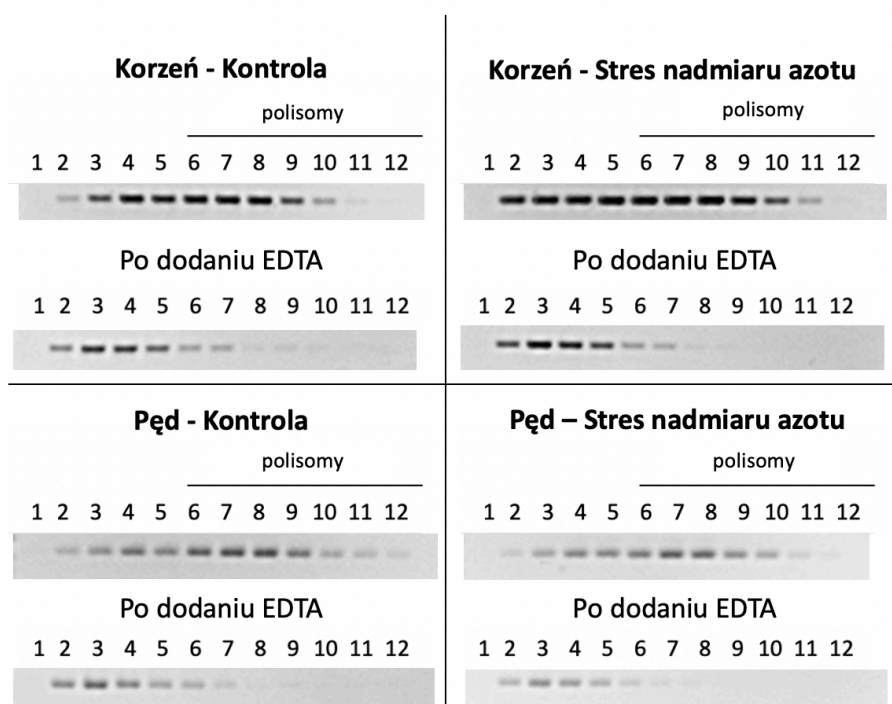 Korzeń - Kontrola
polisomy
1 2 3 4 5 6 7 8 9 10 11 12
Po dodaniu EDTA
1 2 3 4 5 6 7 8 9 10 11 12
Korzeń - Stres nadmiaru azotu
polisomy
1 2 3 4 5 6 7 8 9 10 11 12
Po dodaniu EDTA
1 2 3 4 5 6 7 8 9 10 11 12
Pęd - Kontrola
polisomy
1 2 3 4 5 6 7 8 9 10 11 12
Po dodaniu EDTA
1 2 3 4 5 6 7 8 9 10 11 12
Pęd – Stres nadmiaru azotu
polisomy
1 2 3 4 5 6 7 8 9 10 11 12
Po dodaniu EDTA
1 2 3 4 5 6 7 8 9 10 11 12